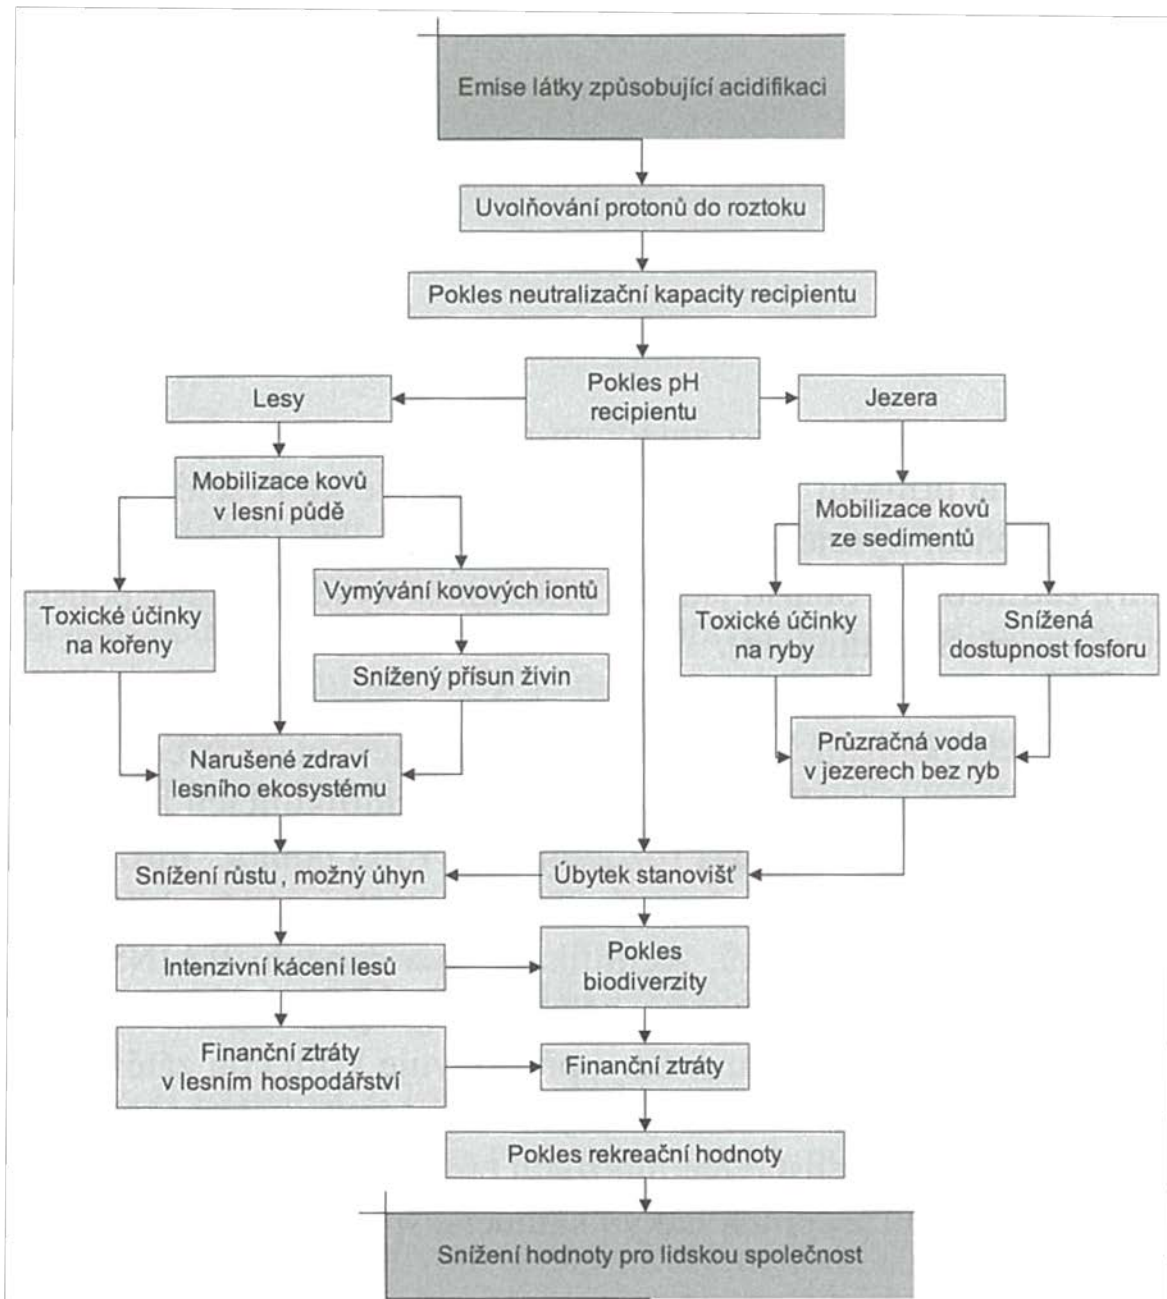 Emise látky způsobující acidifikaci
Uvolňování protonů do roztoku
Pokles neutralizační kapacity recipientu
Pokles pH
recipientu
Lesy
Jezera
Mobilizace kovů
v lesní půdě
Mobilizace kovů
ze sedimentů
Toxické účinky
na kořeny
Vymývání kovových iontů
Snížený přísun živin
Toxické účinky
na ryby
Snížená
dostupnost fosforu
Narušené zdraví
lesního ekosystému
Průzračná voda
v jezerech bez ryb
Snížení růstu , možný úhyn
Úbytek stanovišť
Intenzivní kácení lesů
Pokles
biodiverzity
Finanční ztráty
v lesním hospodářství
Finanční ztráty
Pokles rekreační hodnoty
Snížení hodnoty pro lidskou společnost